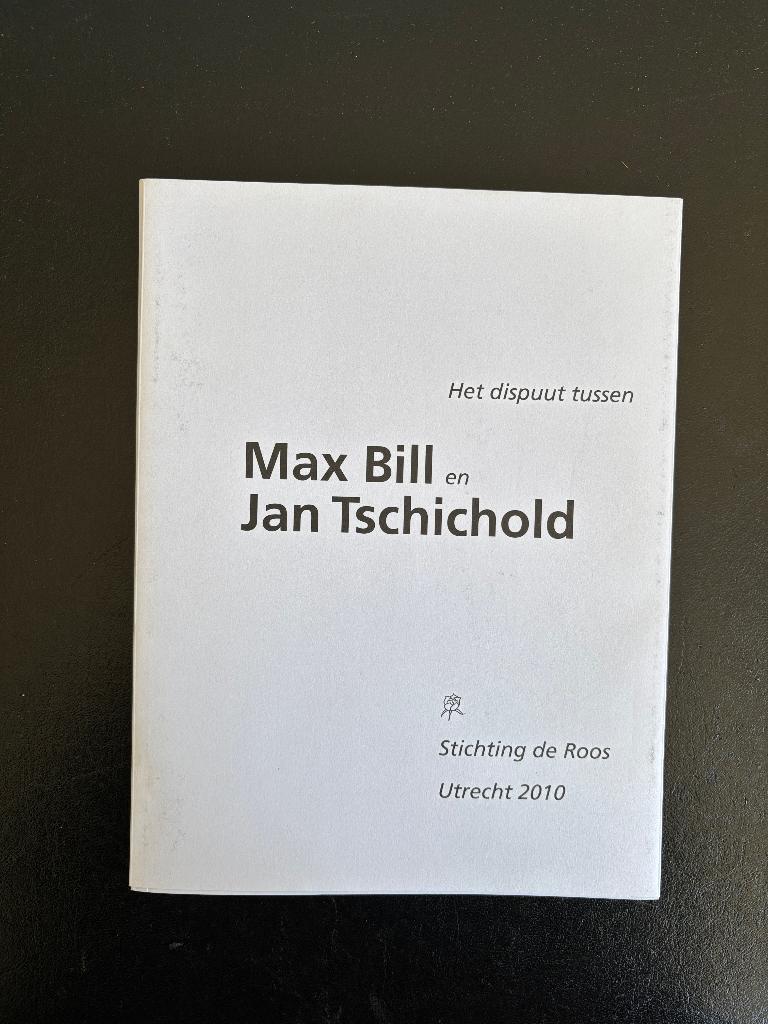 Het dispuut tussen
Max Bill en
Jan Tschichold
Stichting de Roos
Utrecht 2010